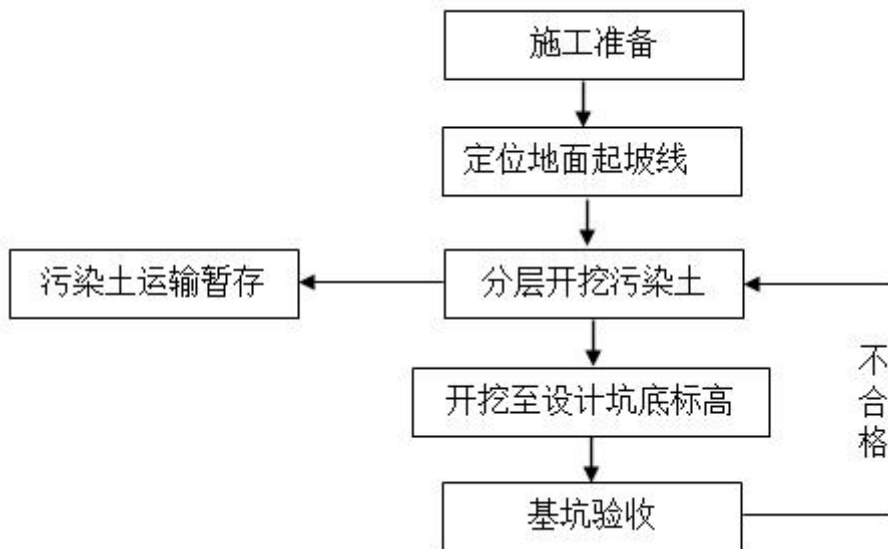 施工准备
定位地面起坡线
污染土运输暂存
分层开挖污染土
开挖至设计坑底标高
不
合
格
基坑验收